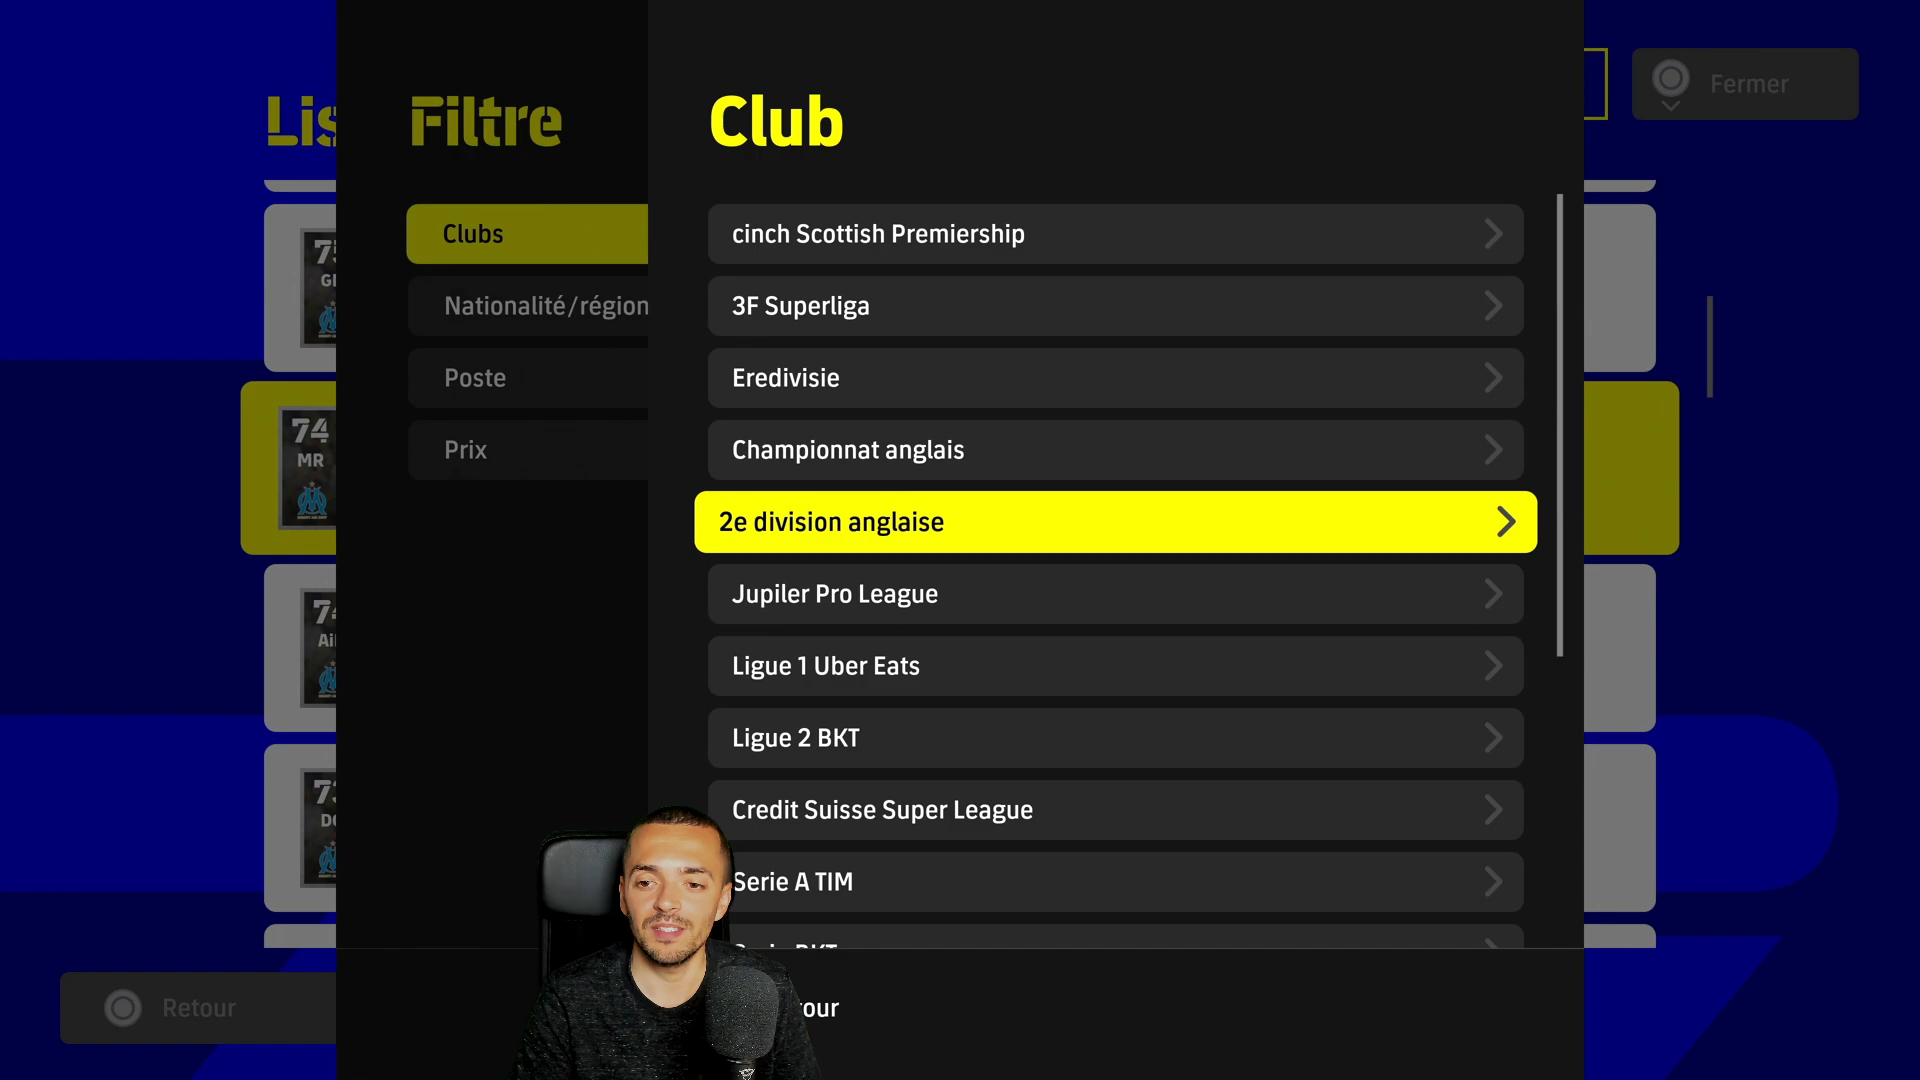 Lis
Filtre
Club
Fermer
Clubs
Nationalité/région
Poste
Prix
cinch Scottish Premiership
3F Superliga
Eredivisie
Championnat anglais
2e division anglaise
Jupiler Pro League
Ligue 1 Uber Eats
Ligue 2 BKT
Credit Suisse Super League
Serie A TIM
74
MR
Retour
our